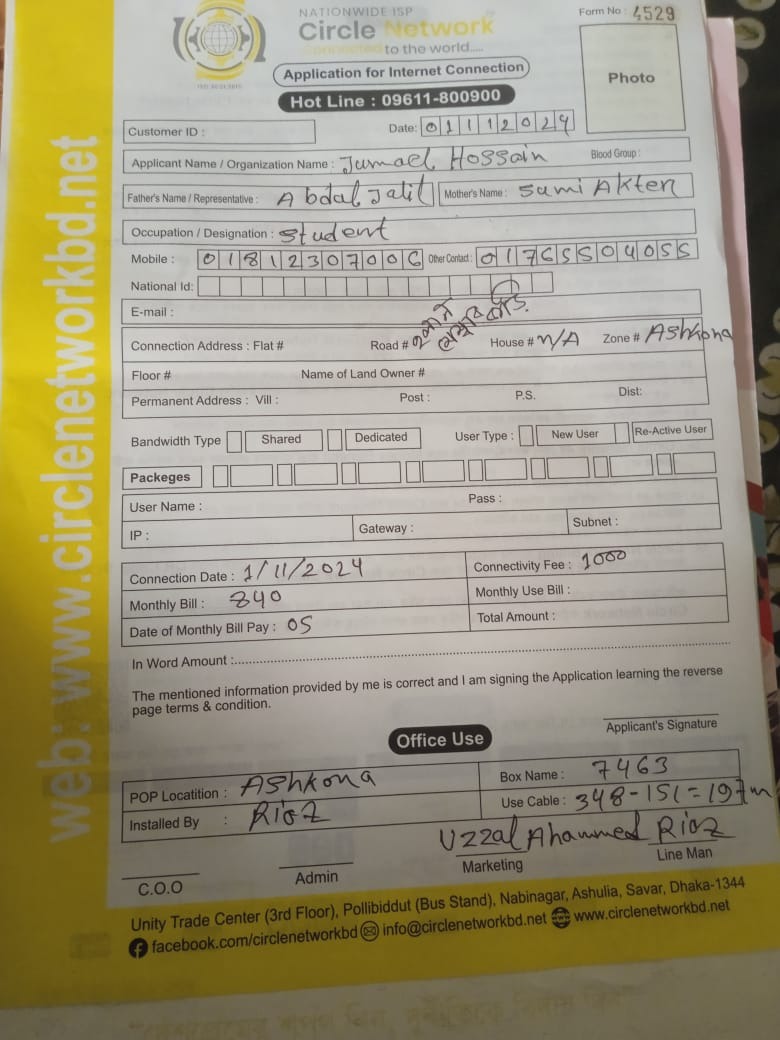 NATIONWIDE ISP
Circle Network
Connected to the world.....
Form No : 4529
Application for Internet Connection
Hot Line : 09611-800900
Photo
Customer ID :
Date: 01112024
Applicant Name / Organization Name : Jumael Hossain Blood Group :
Father's Name / Representative : Abdal Jalil Mother's Name : Sumi Akter
Occupation / Designation : Student
Mobile : 01812307006 Other Contact : 01765504055
National Id:
E-mail :
Connection Address : Flat # Road # House # N/A Zone # Ashkona
Floor # Name of Land Owner #
Permanent Address : Vill : Post : P.S. Dist:
Bandwidth Type Shared Dedicated User Type : New User Re-Active User
Packeges
User Name : Pass :
IP : Gateway : Subnet :
Connection Date : 1/11/2024 Connectivity Fee : 1000
Monthly Bill : 840 Monthly Use Bill :
Date of Monthly Bill Pay : 05 Total Amount :
In Word Amount :
The mentioned information provided by me is correct and I am signing the Application learning the reverse
page terms & condition.
Applicant's Signature
Office Use
POP Locatition : Ashkona Box Name : 7463
Installed By : Rioz Use Cable : 348-151=197m
Uzzal Ahammed Rioz
C.O.O Admin Marketing Line Man
Unity Trade Center (3rd Floor), Pollibiddut (Bus Stand), Nabinagar, Ashulia, Savar, Dhaka-1344
facebook.com/circlenetworkbd info@circlenetworkbd.net www.circlenetworkbd.net
web: www.circlenetworkbd.net